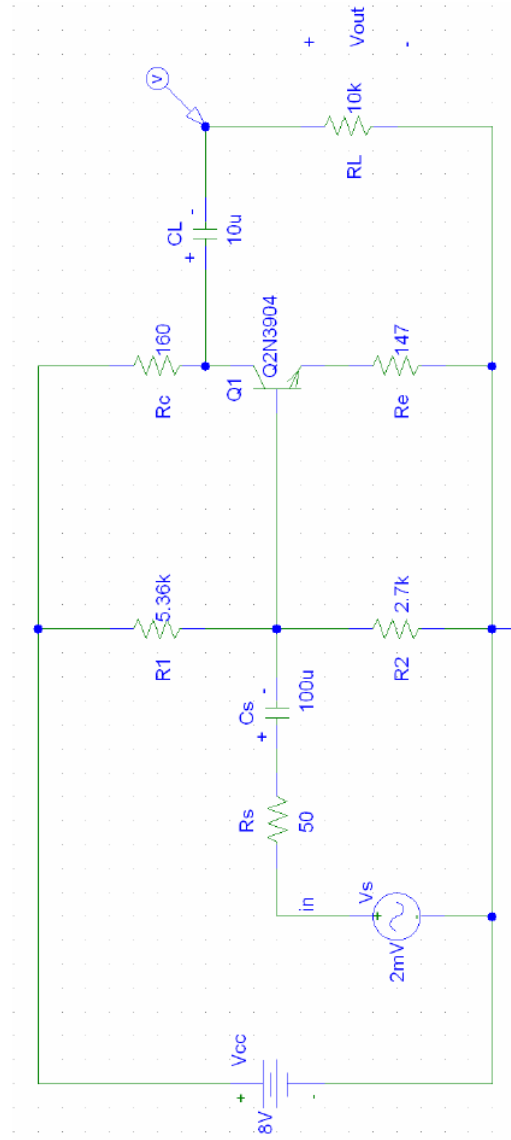 V
+
Vout
-
10k
RL
CL
+
-
10u
160
Rc
Q1
Q2N3904
147
Re
5.36k
R1
2.7k
R2
Cs
+
-
100u
Rs
50
in
Vs
+
-
2mV
Vcc
+
-
8V